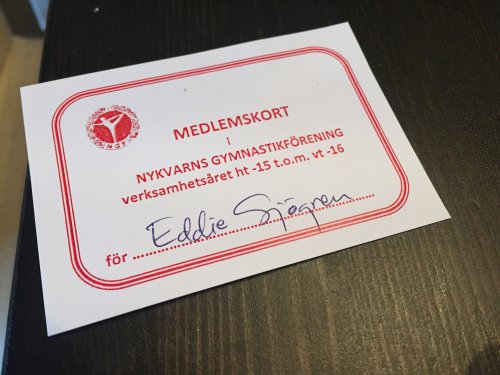 N.G.F.
MEDLEMSKORT
I
NYKVARNS GYMNASTIKFÖRENING
verksamhetsåret ht -15 t.o.m. vt -16
för Eddie Sjögren